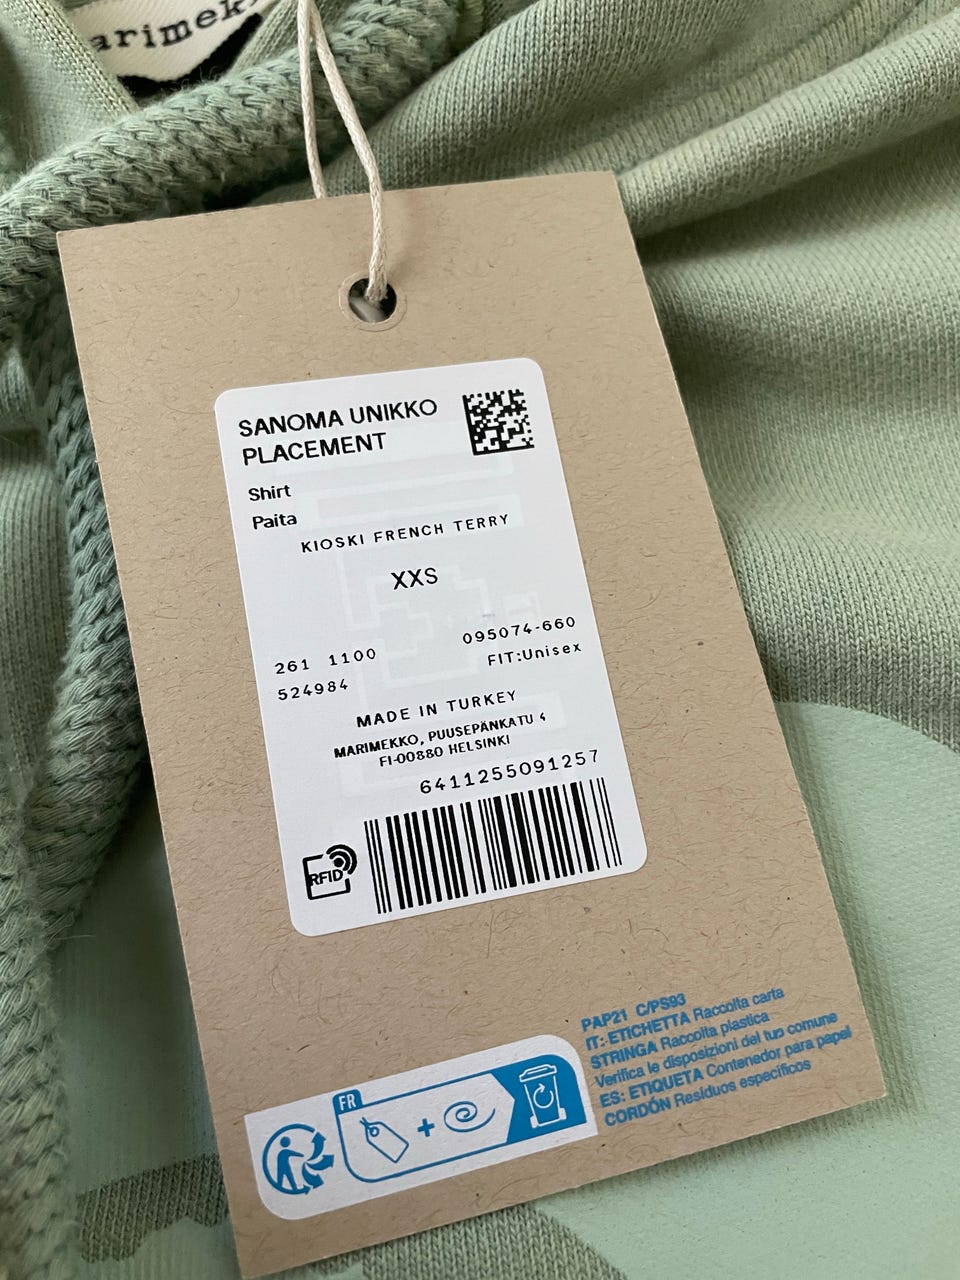 arimek
SANOMA UNIKKO
PLACEMENT
Shirt
Paita
KIOSKI FRENCH TERRY
XXS
261 1100
095074-660
524984
FIT:Unisex
MADE IN TURKEY
MARIMEKKO, PUUSEPÄNKATU 4
FI-00880 HELSINKI
6411255091257
RFID
PAP21 C/PS93
IT: ETICHETTA Raccolta carta
STRINGA Raccolta plastica
Verifica le disposizioni del tuo comune
ES: ETIQUETA Contenedor para papel
CORDÓN Residuos específicos
FR
+